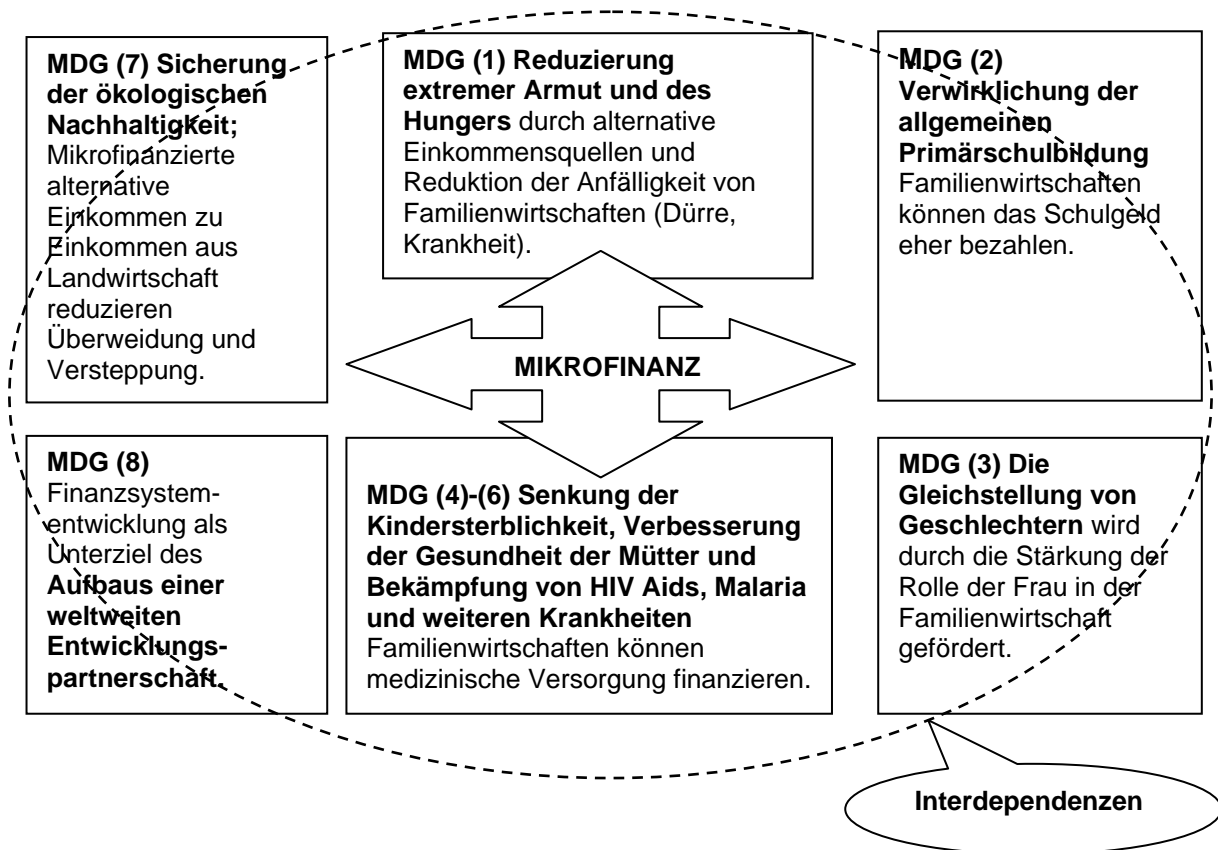 MDG (7) Sicherung
der ökologischen
Nachhaltigkeit;
Mikrofinanzierte
alternative
Einkommen zu
Einkommen aus
Landwirtschaft
reduzieren
Überweidung und
Versteppung.
MDG (1) Reduzierung
extremer Armut und des
Hungers durch alternative
Einkommensquellen und
Reduktion der Anfälligkeit von
Familienwirtschaften (Dürre,
Krankheit).
MDG (2)
Verwirklichung der
allgemeinen
Primärschulbildung
Familienwirtschaften
können das Schulgeld
eher bezahlen.
MIKROFINANZ
MDG (8)
Finanzsystem-
entwicklung als
Unterziel des
Aufbaus einer
weltweiten
Entwicklungs-
partnerschaft.
MDG (4)-(6) Senkung der
Kindersterblichkeit, Verbesserung
der Gesundheit der Mütter und
Bekämpfung von HIV Aids, Malaria
und weiteren Krankheiten
Familienwirtschaften können
medizinische Versorgung finanzieren.
MDG (3) Die
Gleichstellung von
Geschlechtern wird
durch die Stärkung der
Rolle der Frau in der
Familienwirtschaft
gefördert.
Interdependenzen